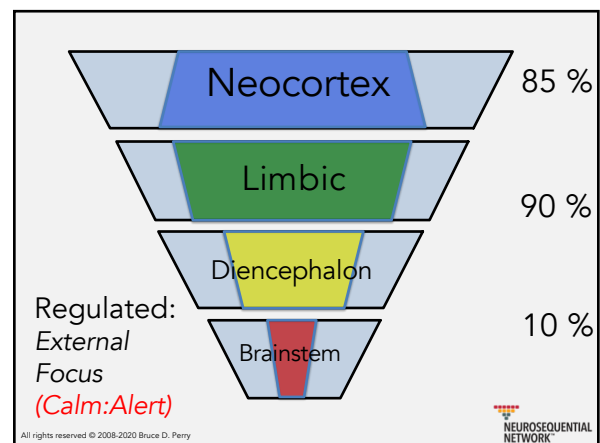 Neocortex
85 %
Limbic
90 %
Diencephalon
10 %
Brainstem
Regulated:
External
Focus
(Calm:Alert)
All rights reserved © 2008-2020 Bruce D. Perry
NEUROSEQUENTIAL
NETWORK™